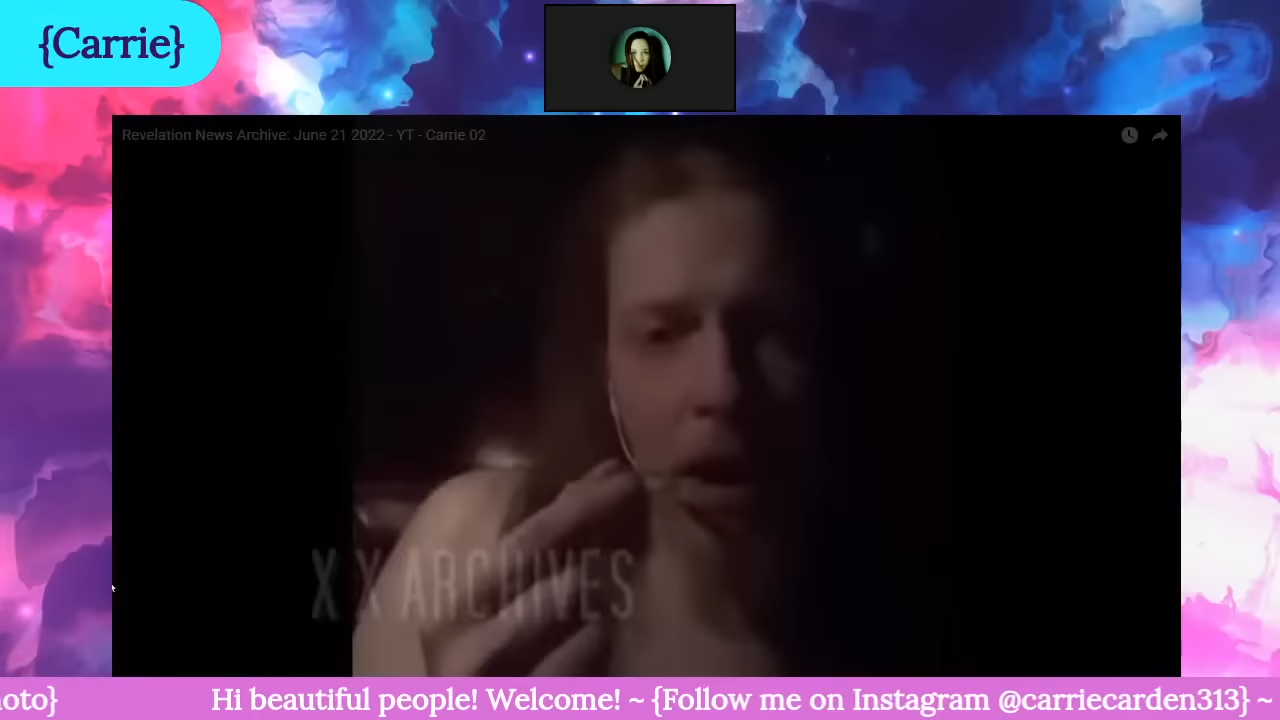 {Carrie}
Revelation News Archive: June 21 2022 - YT - Carrie 02
X X ARCHIVES
noto} Hi beautiful people! Welcome! ~ {Follow me on Instagram @carriecarden313} ~